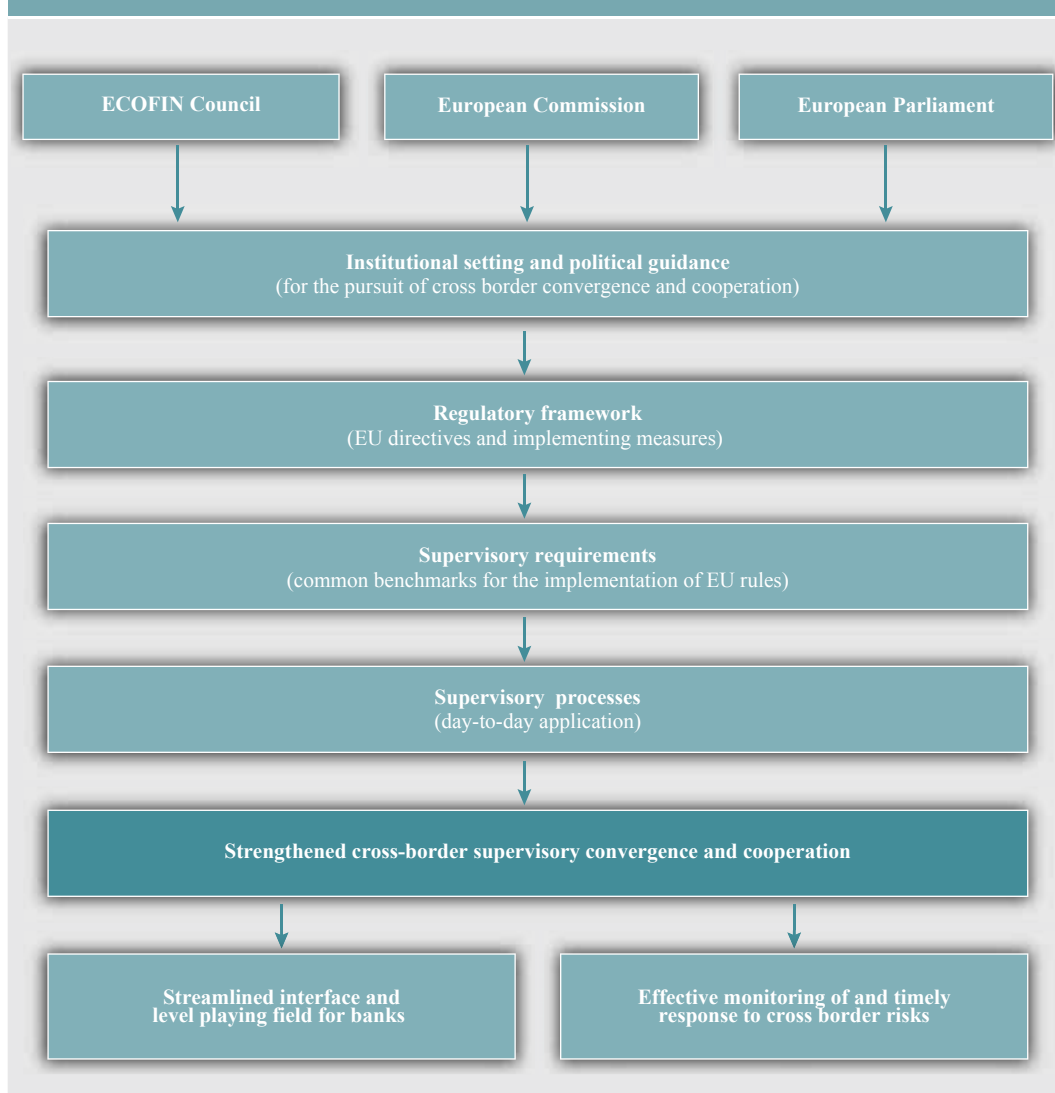 ECOFIN Council
European Commission
European Parliament
Institutional setting and political guidance
(for the pursuit of cross border convergence and cooperation)
Regulatory framework
(EU directives and implementing measures)
Supervisory requirements
(common benchmarks for the implementation of EU rules)
Supervisory processes
(day-to-day application)
Strengthened cross-border supervisory convergence and cooperation
Streamlined interface and
level playing field for banks
Effective monitoring of and timely
response to cross border risks